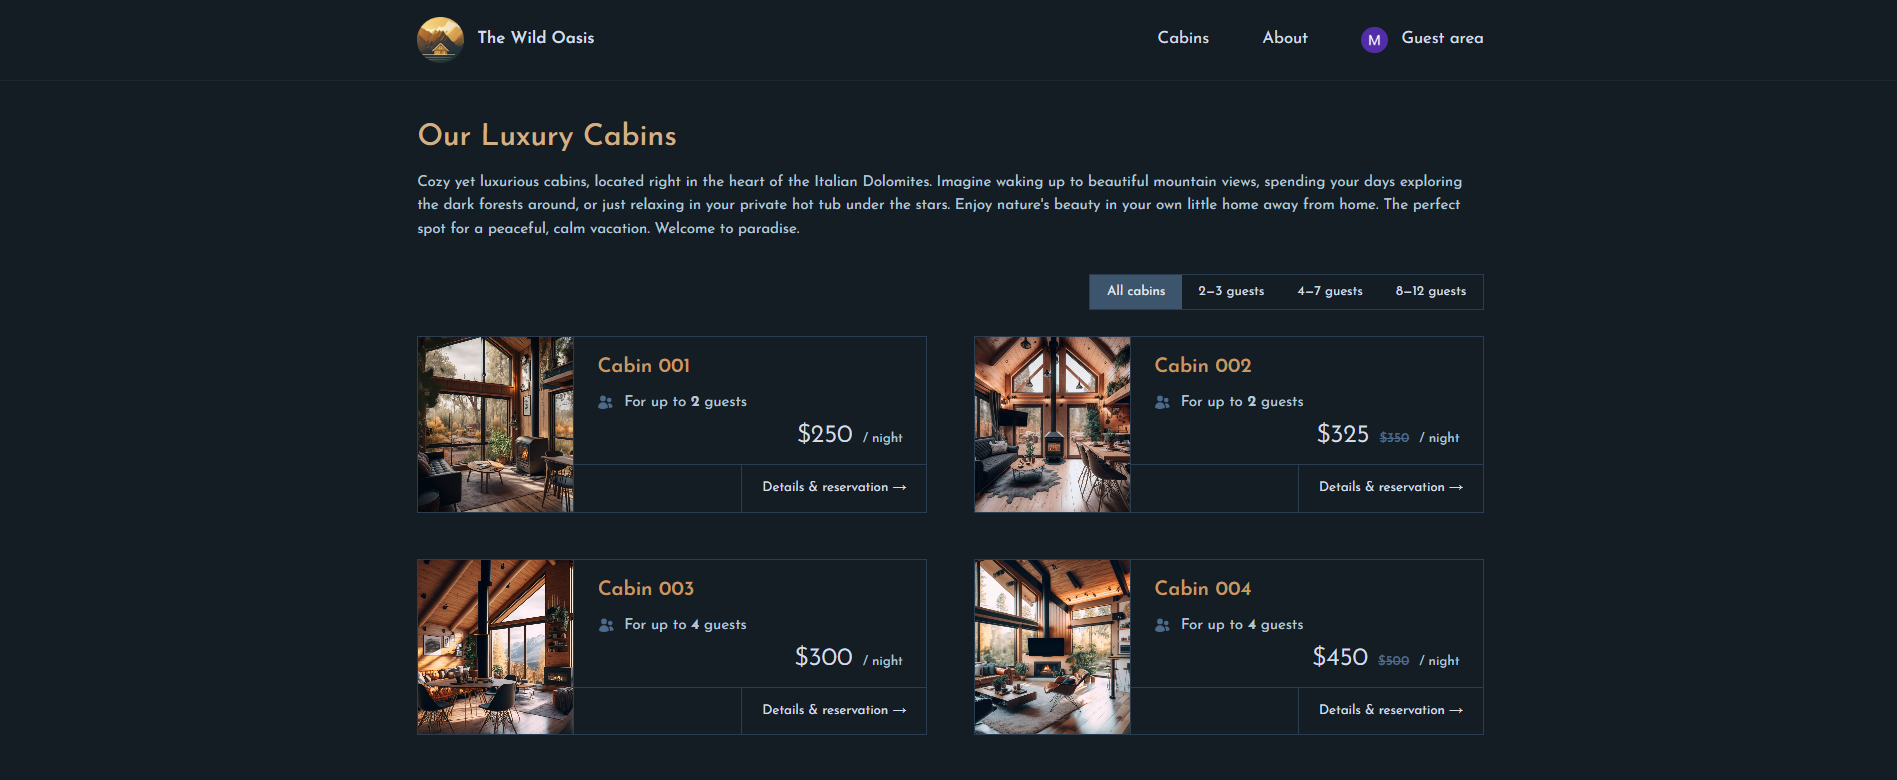 The Wild Oasis
Cabins
About
M
Guest area
Our Luxury Cabins
Cozy yet luxurious cabins, located right in the heart of the Italian Dolomites. Imagine waking up to beautiful mountain views, spending your days exploring
the dark forests around, or just relaxing in your private hot tub under the stars. Enjoy nature's beauty in your own little home away from home. The perfect
spot for a peaceful, calm vacation. Welcome to paradise.
All cabins
2–3 guests
4–7 guests
8–12 guests
Cabin 001
For up to 2 guests
$250 / night
Details & reservation →
Cabin 002
For up to 2 guests
$325 $350 / night
Details & reservation →
Cabin 003
For up to 4 guests
$300 / night
Details & reservation →
Cabin 004
For up to 4 guests
$450 $500 / night
Details & reservation →